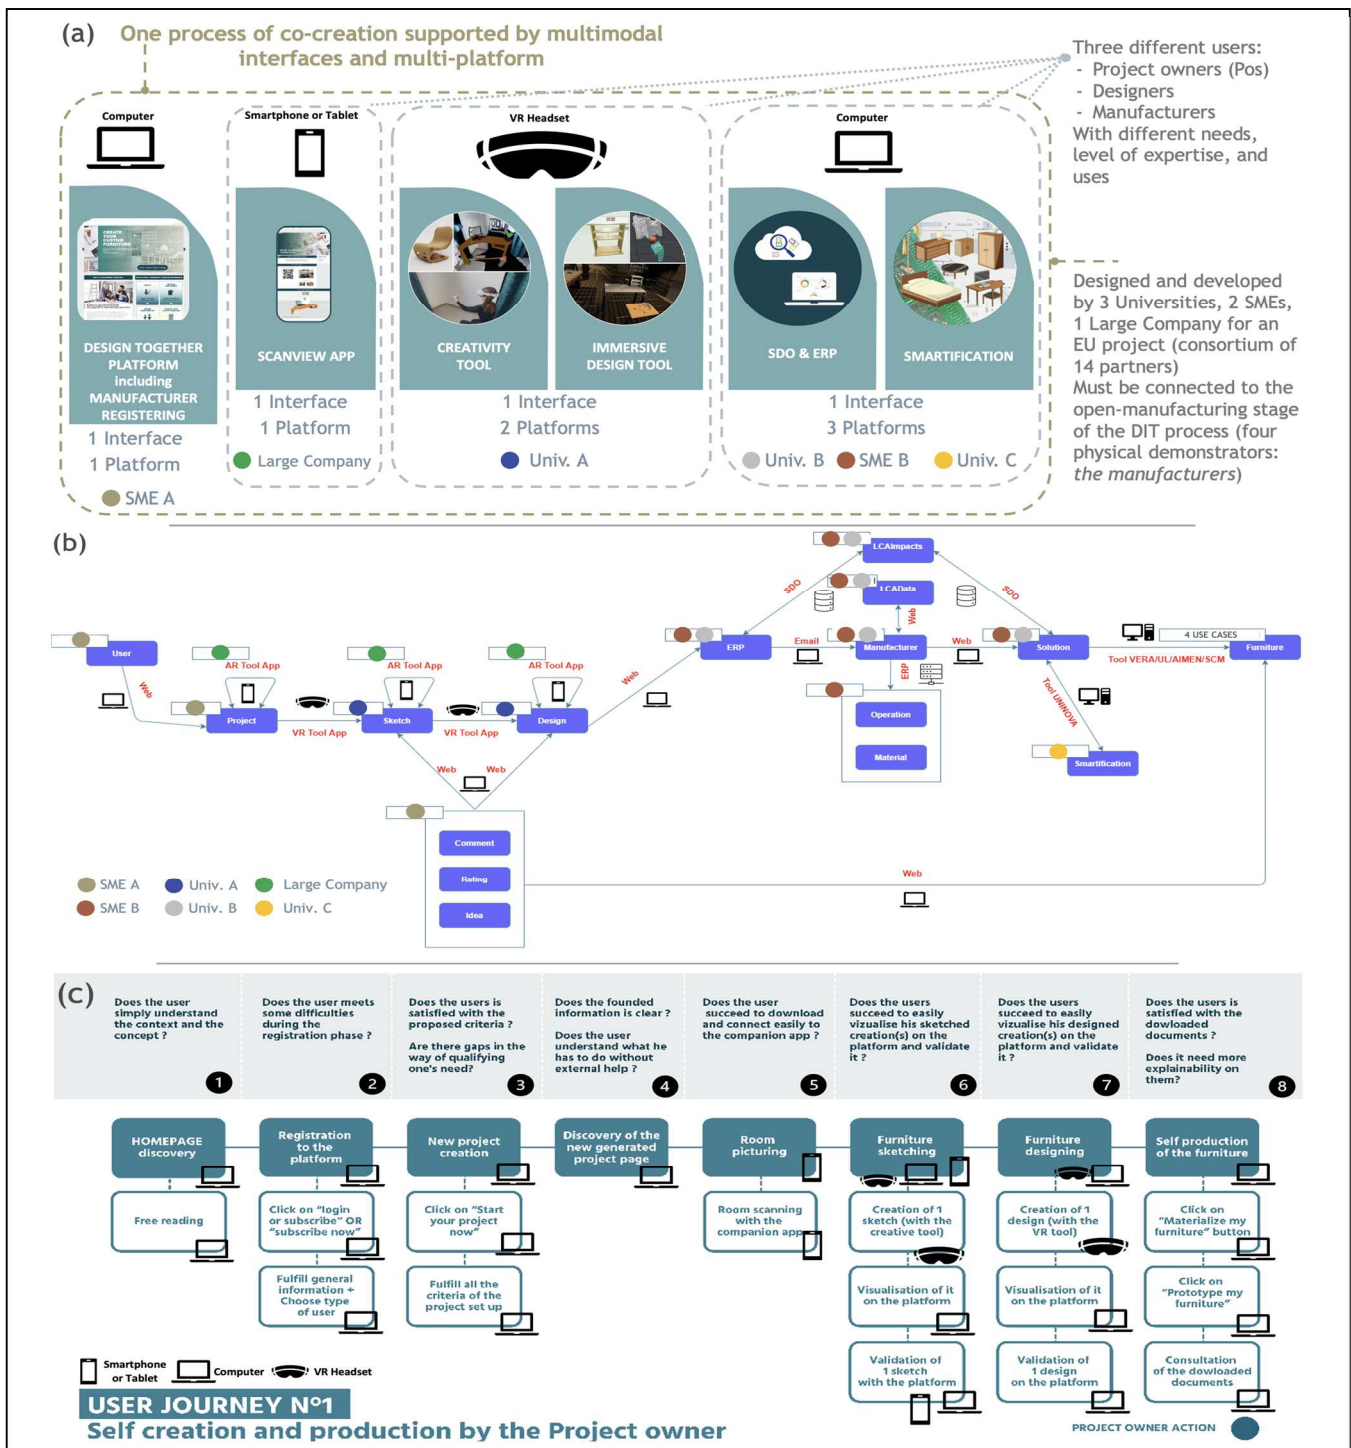 (a)
One process of co-creation supported by multimodal
interfaces and multi-platform
Three different users:
- Project owners (Pos)
- Designers
- Manufacturers
With different needs,
level of expertise, and
uses
Computer
Smartphone or Tablet
VR Headset
Computer
CREATE
YOUR
CUSTOM
FURNITURE
DESIGN TOGETHER
PLATFORM
including
MANUFACTURER
REGISTERING
SCANVIEW APP
CREATIVITY
TOOL
IMMERSIVE
DESIGN TOOL
SDO & ERP
SMARTIFICATION
1 Interface
1 Platform
SME A
1 Interface
1 Platform
Large Company
1 Interface
2 Platforms
Univ. A
1 Interface
3 Platforms
Univ. B
SME B
Univ. C
Designed and developed
by 3 Universities, 2 SMEs,
1 Large Company for an
EU project (consortium of
14 partners)
Must be connected to the
open-manufacturing stage
of the DIT process (four
physical demonstrators:
the manufacturers)
(b)
LCAImpacts
SDO
SDO
LCAData
Web
User
AR Tool App
AR Tool App
AR Tool App
Web
Project
VR Tool App
Sketch
VR Tool App
Design
Web
ERP
Email
Manufacturer
Web
Solution
4 USE CASES
Furniture
Tool VERA/UL/AIMEN/SCM
ERP
Operation
Material
Tool UNINOVA
Smartification
Web
Web
Comment
Rating
Idea
Web
SME A
Univ. A
Large Company
SME B
Univ. B
Univ. C
(c)
Does the user
simply understand
the context and the
concept ?
1
Does the user meets
some difficulties
during the
registration phase ?
2
Does the users is
satisfied with the
proposed criteria ?
Are there gaps in the
way of qualifying
one's need?
3
Does the founded
information is clear ?
Does the user
understand what he
has to do without
external help ?
4
Does the user
succeed to download
and connect easily to
the companion app ?
5
Does the users
succeed to easily
vizualise his sketched
creation(s) on the
platform and validate
it ?
6
Does the users
succeed to easily
vizualise his designed
creation(s) on the
platform and validate
it ?
7
Does the users is
satisfied with the
dowloaded
documents ?
Does it need more
explainability on
them?
8
HOMEPAGE
discovery
Registration
to the
platform
New project
creation
Discovery of the
new generated
project page
Room
picturing
Furniture
sketching
Furniture
designing
Self production
of the furniture
Free reading
Click on "login
or subscribe" OR
"subscribe now"
Click on "Start
your project
now"
Room scanning
with the
companion app
Creation of 1
sketch (with the
creative tool)
Creation of 1
design (with the
VR tool)
Click on
"Materialize my
furniture" button
Fulfill general
information +
Choose type
of user
Fulfill all the
criteria of the
project set up
Visualisation of it
on the platform
Visualisation of it
on the platform
Click on
"Prototype my
furniture"
Validation of
1 sketch
with the platform
Validation of
1 design
on the platform
Consultation
of the dowloaded
documents
Smartphone
or Tablet
Computer
VR Headset
USER JOURNEY N°1
Self creation and production by the Project owner
PROJECT OWNER ACTION